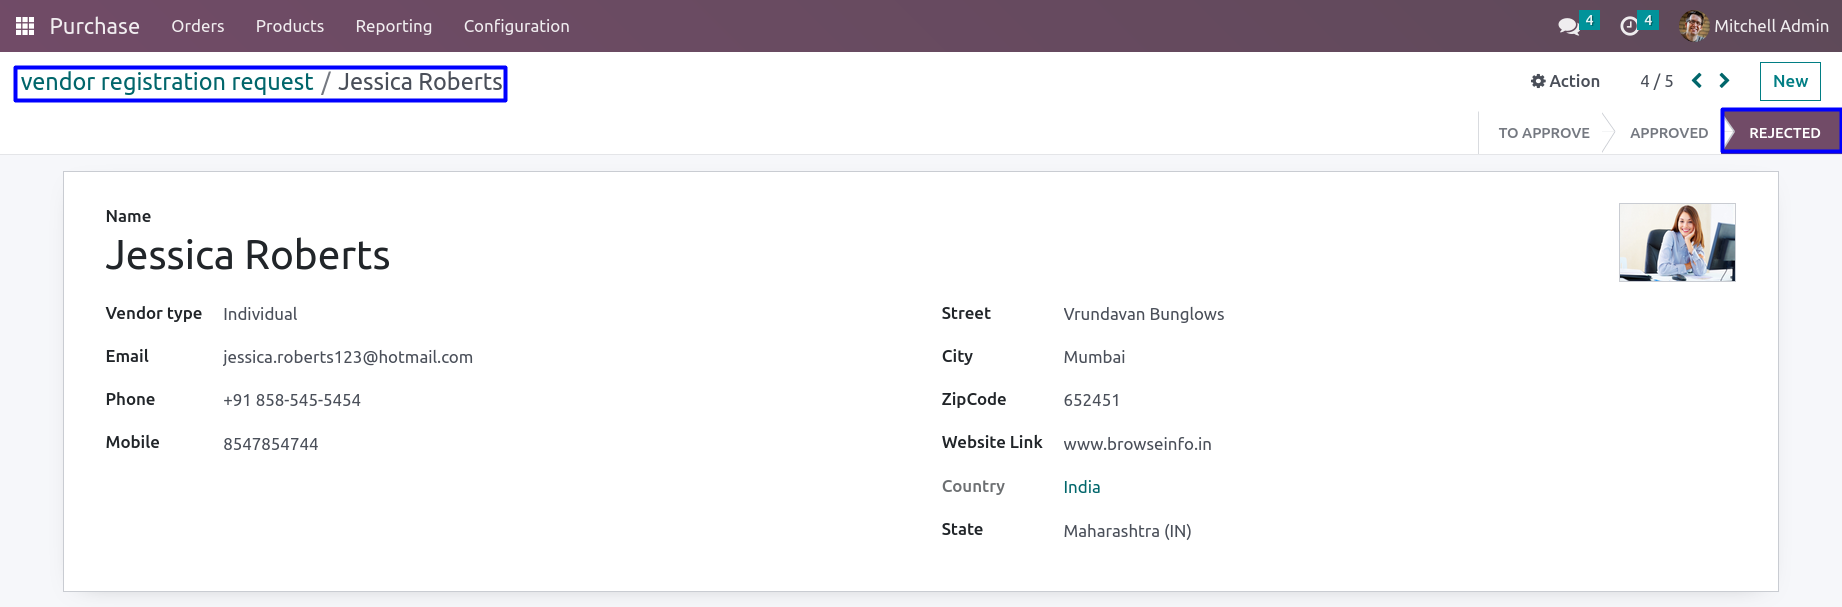 Purchase Orders Products Reporting Configuration 4 4 Mitchell Admin
vendor registration request / Jessica Roberts Action 4 / 5 New
TO APPROVE APPROVED REJECTED
Name
Jessica Roberts
Vendor type Individual
Email jessica.roberts123@hotmail.com
Phone +91 858-545-5454
Mobile 8547854744
Street Vrundavan Bunglows
City Mumbai
ZipCode 652451
Website Link www.browseinfo.in
Country India
State Maharashtra (IN)